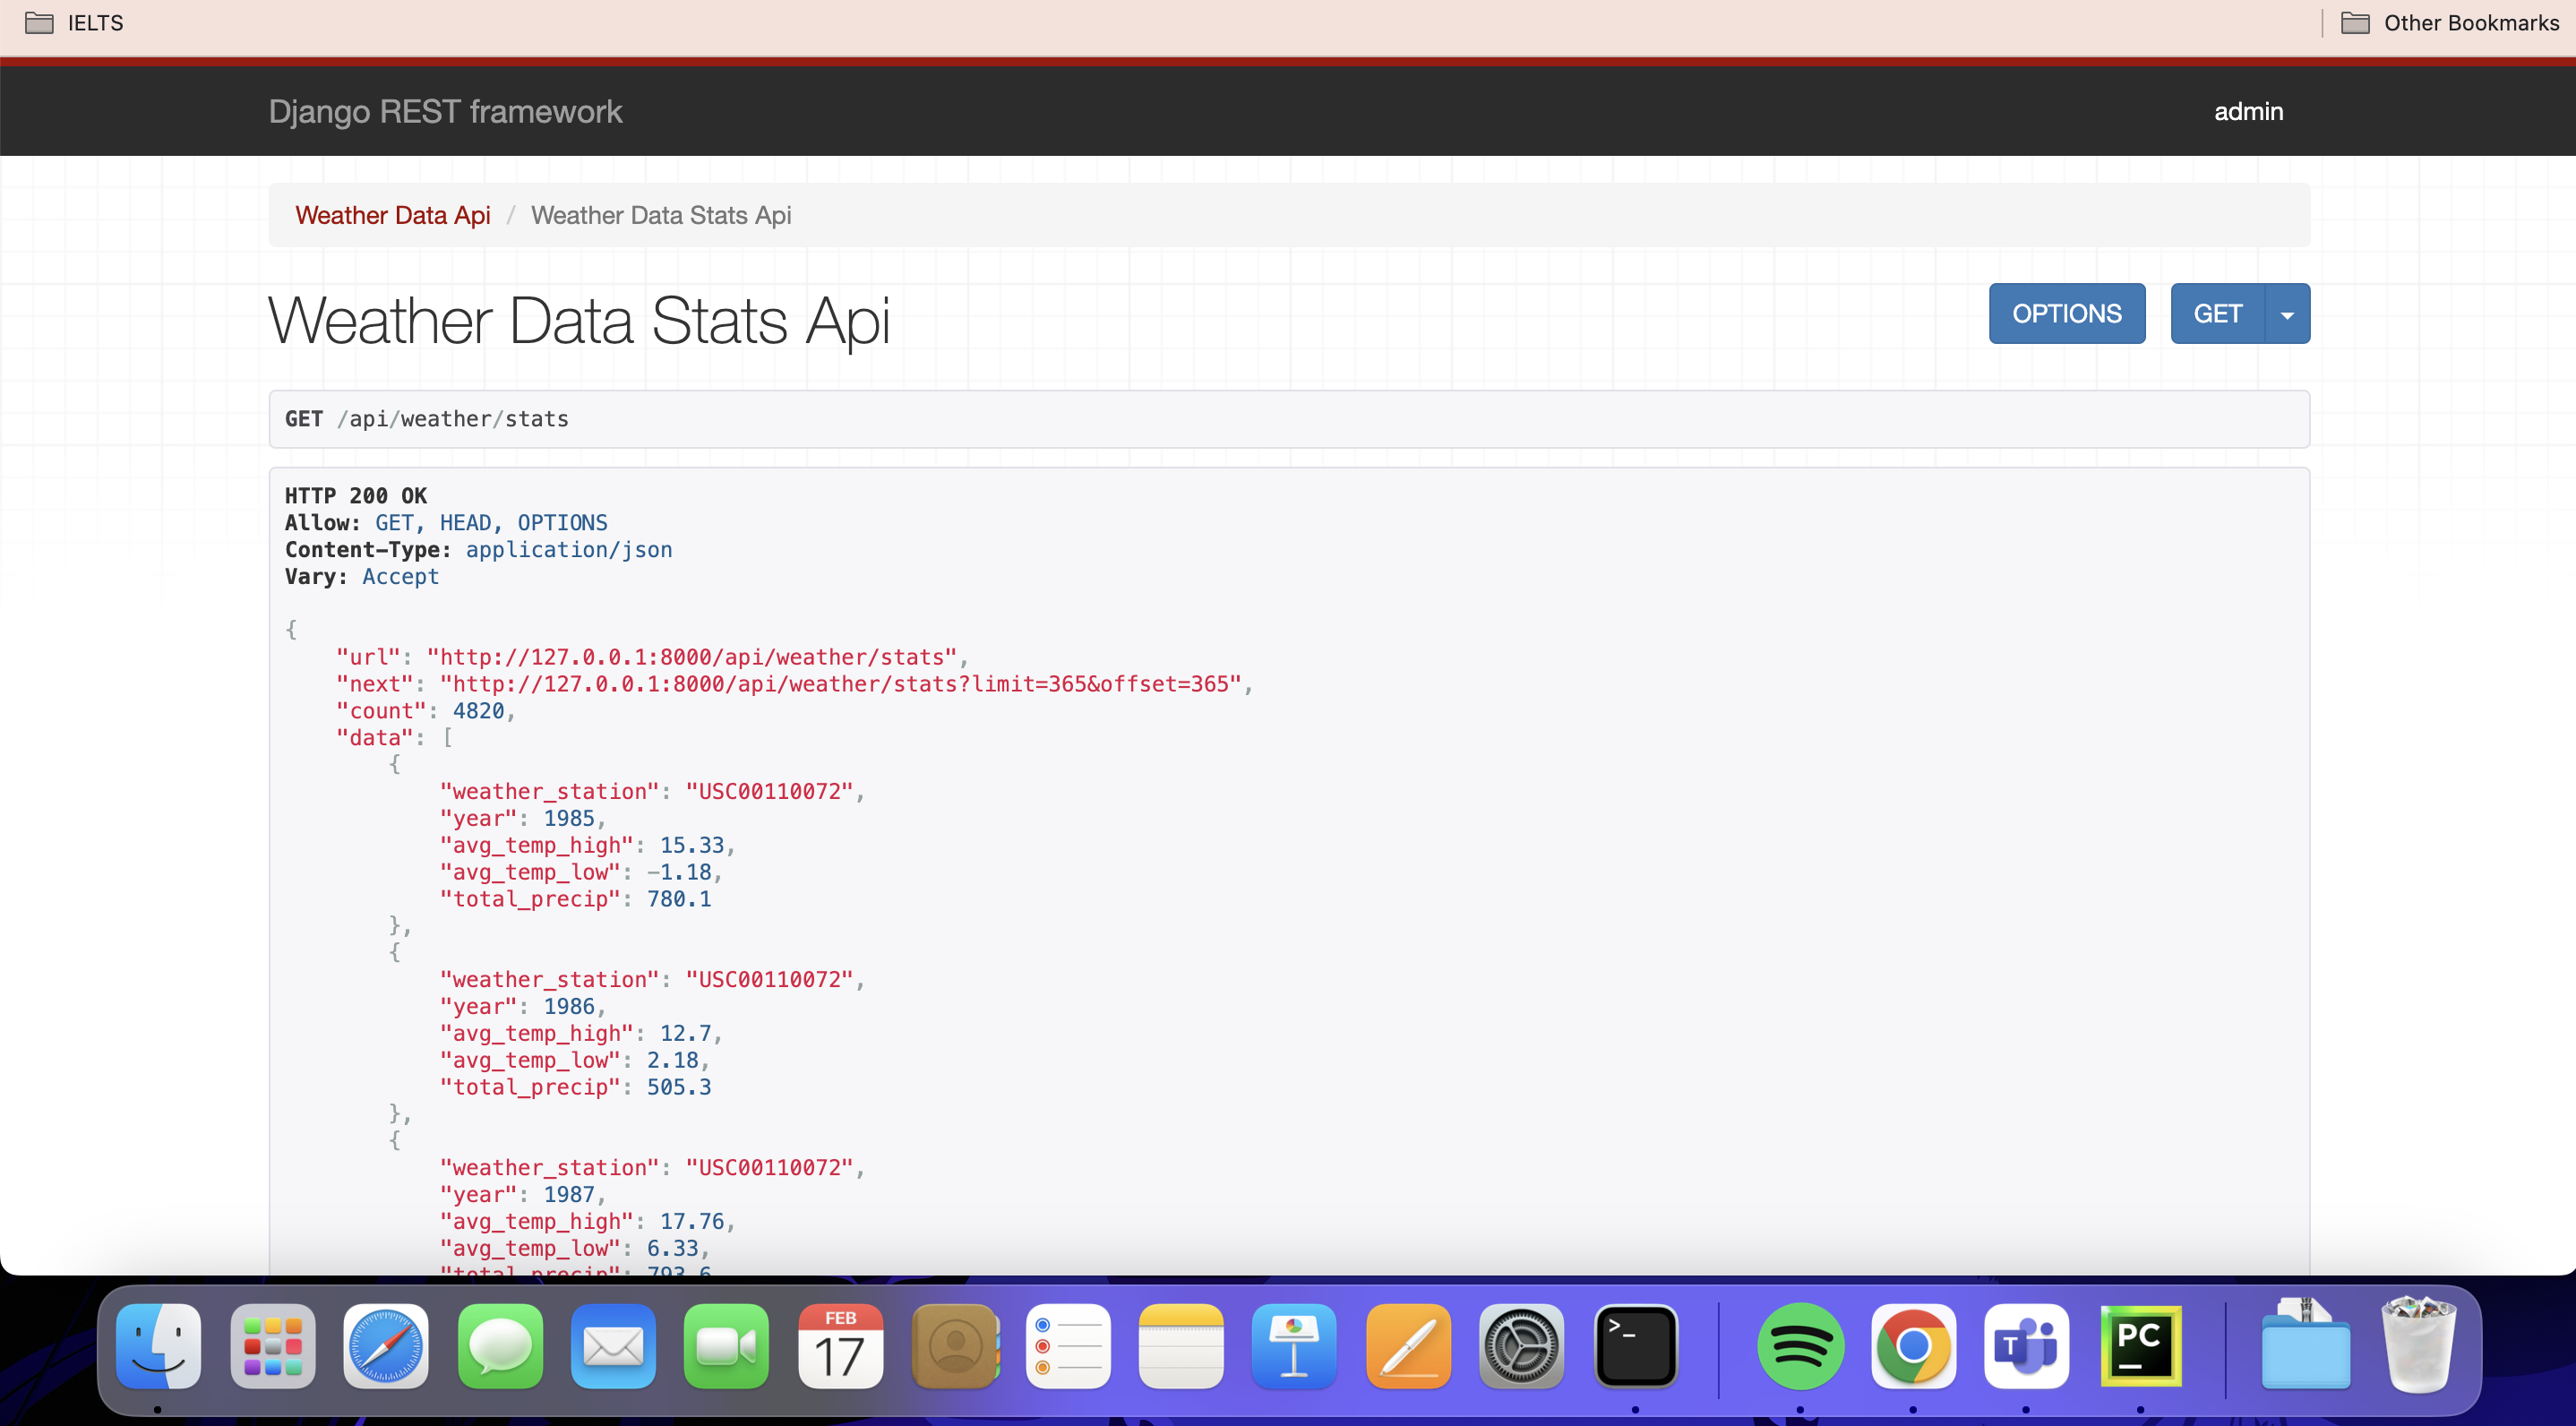 IELTS
Other Bookmarks
Django REST framework
admin
Weather Data Api / Weather Data Stats Api
Weather Data Stats Api
OPTIONS
GET
GET /api/weather/stats
HTTP 200 OK
Allow: GET, HEAD, OPTIONS
Content-Type: application/json
Vary: Accept
{
"url": "http://127.0.0.1:8000/api/weather/stats",
"next": "http://127.0.0.1:8000/api/weather/stats?limit=365&offset=365",
"count": 4820,
"data": [
{
"weather_station": "USC00110072",
"year": 1985,
"avg_temp_high": 15.33,
"avg_temp_low": -1.18,
"total_precip": 780.1
},
{
"weather_station": "USC00110072",
"year": 1986,
"avg_temp_high": 12.7,
"avg_temp_low": 2.18,
"total_precip": 505.3
},
{
"weather_station": "USC00110072",
"year": 1987,
"avg_temp_high": 17.76,
"avg_temp_low": 6.33,
"total_precip": 793.6
FEB
17
>_
T
PC